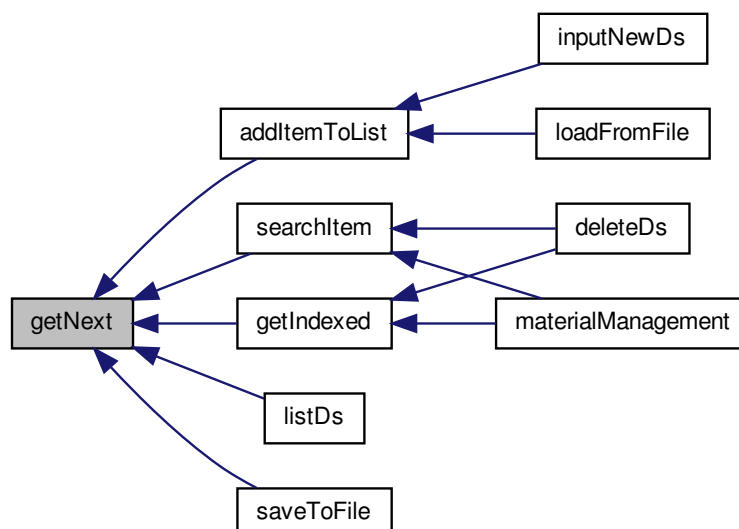 inputNewDs
addItemToList
loadFromFile
searchItem
deleteDs
getNext
getIndexed
materialManagement
listDs
saveToFile